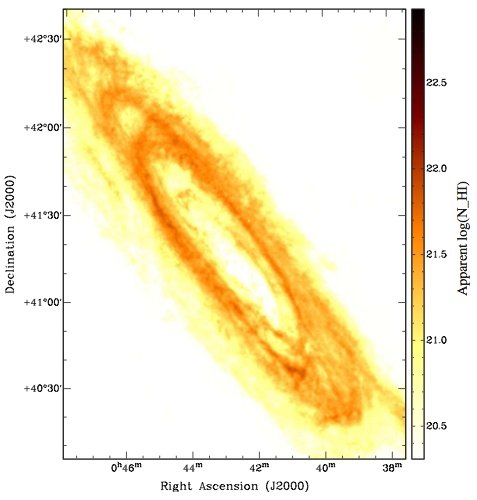 +42°30'
+42°00'
+41°30'
+41°00'
+40°30'
Declination (J2000)
0ʰ46ᵐ 44ᵐ 42ᵐ 40ᵐ 38ᵐ
Right Ascension (J2000)
22.5
22.0
21.5
21.0
20.5
Apparent log(N_HI)